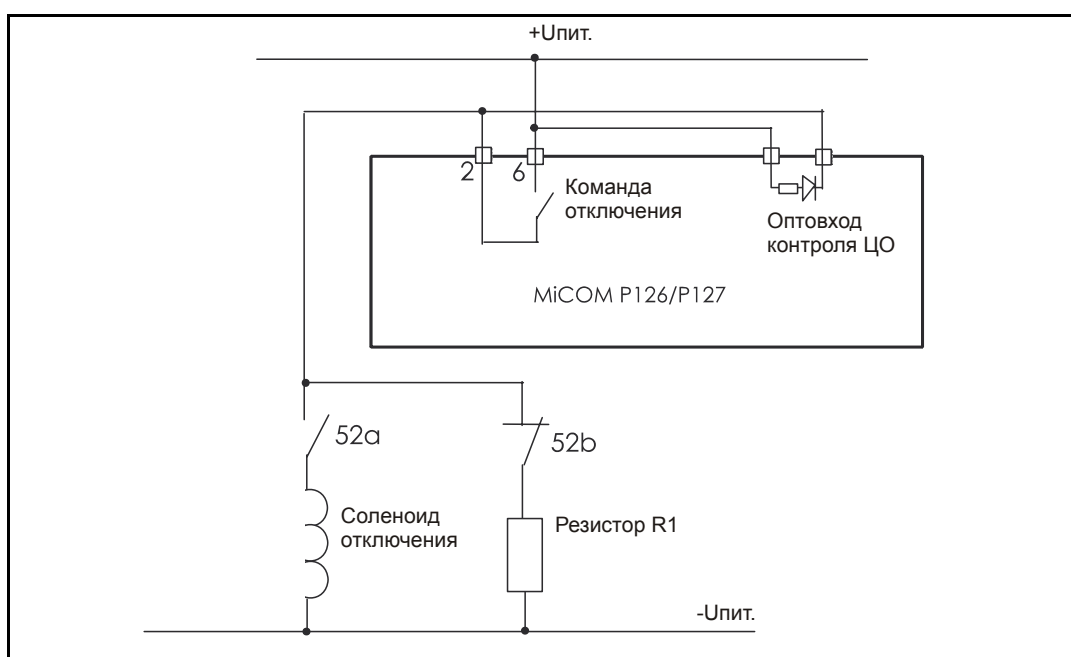 +Uпит.
2
6
Команда
отключения
Оптовход
контроля ЦО
MiCOM P126/P127
52a
52b
Соленоид
отключения
Резистор R1
-Uпит.